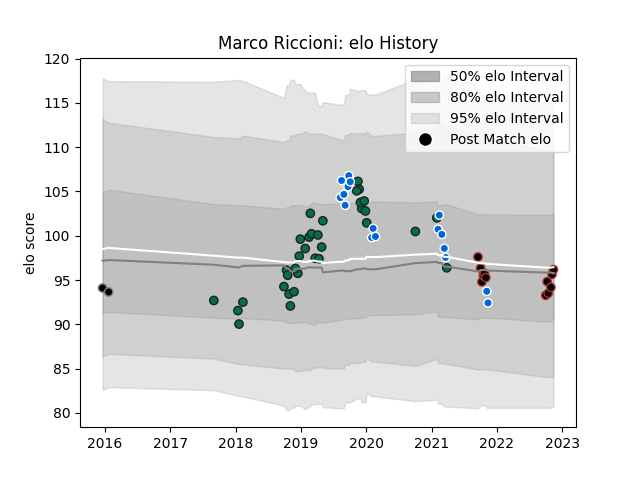 Marco Riccioni: elo History
120
115
110
105
100
95
90
85
80
elo score
50% elo Interval
80% elo Interval
95% elo Interval
Post Match elo
2016 2017 2018 2019 2020 2021 2022 2023